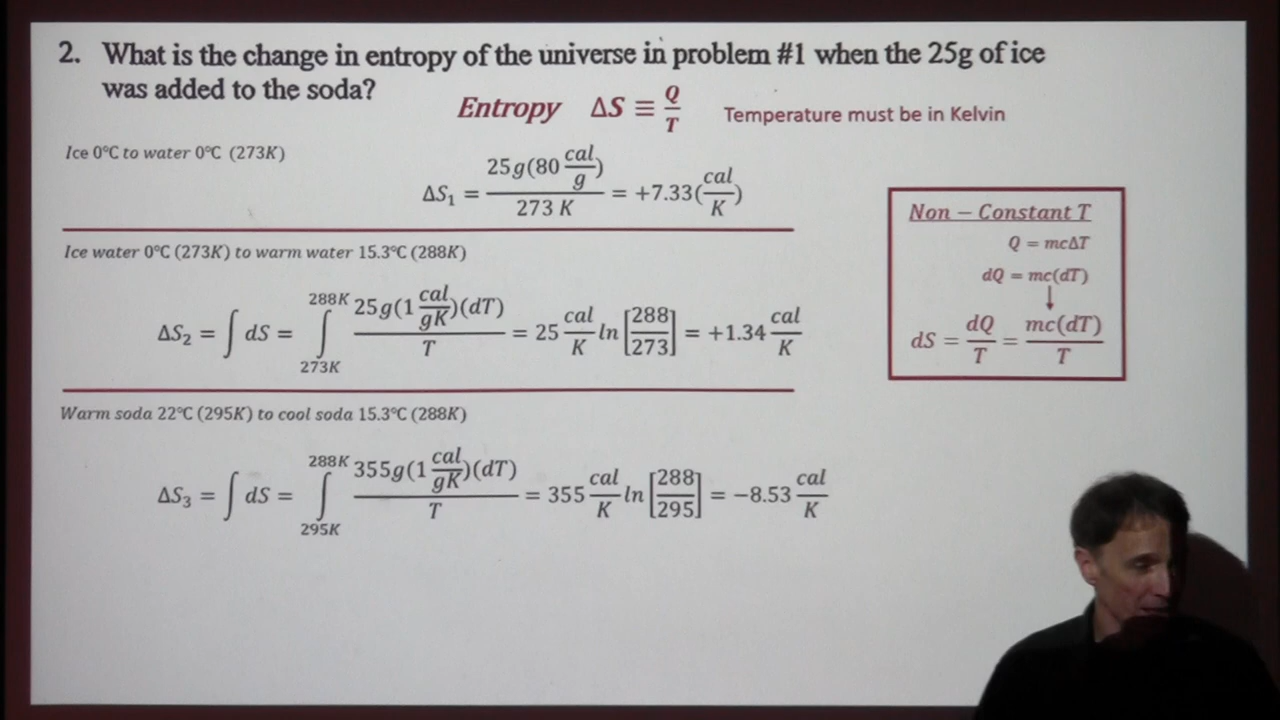 2. What is the change in entropy of the universe in problem #1 when the 25g of ice
was added to the soda?
Entropy ΔS ≡ Q/T
Temperature must be in Kelvin
Ice 0°C to water 0°C (273K)
ΔS₁ = 25g(80 cal/g) / 273 K = +7.33(cal/K)
Ice water 0°C (273K) to warm water 15.3°C (288K)
ΔS₂ = ∫ dS = ∫ 273K 288K 25g(1 cal/gK)(dT) / T = 25 cal/K ln [288/273] = +1.34 cal/K
Warm soda 22°C (295K) to cool soda 15.3°C (288K)
ΔS₃ = ∫ dS = ∫ 295K 288K 355g(1 cal/gK)(dT) / T = 355 cal/K ln [288/295] = −8.53 cal/K
Non − Constant T
Q = mcΔT
dQ = mc(dT)
↓
dS = dQ/T = mc(dT)/T